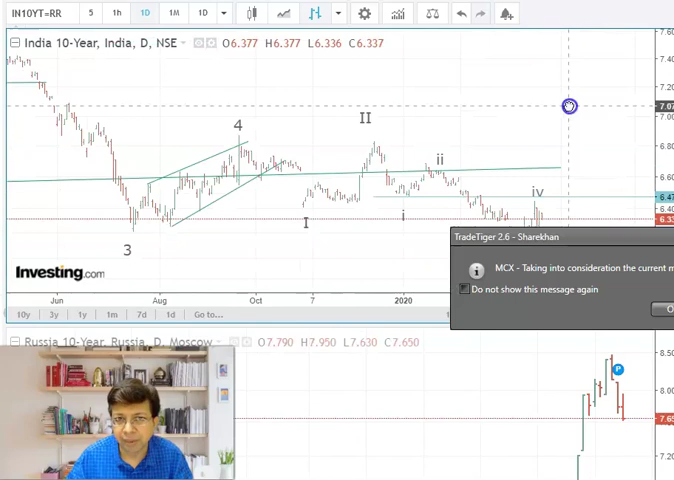 IN10YT=RR 5 1h 1D 1M 1D
India 10-Year, India, D, NSE O6.377 H6.377 L6.336 C6.337
7.60
7.40
7.07
7.00
6.80
6.60
6.47
6.40
6.33
4
II
ii
I
i
iv
3
Investing.com
Jun Aug Oct 7 2020
10y 3y 1y 1m 7d 1d Go to...
TradeTiger 2.6 - Sharekhan
MCX - Taking into consideration the current m
Do not show this message again
O
Russia 10-Year, Russia, D, Moscow O7.790 H7.950 L7.630 C7.650
P
8.50
8.00
7.65
7.20